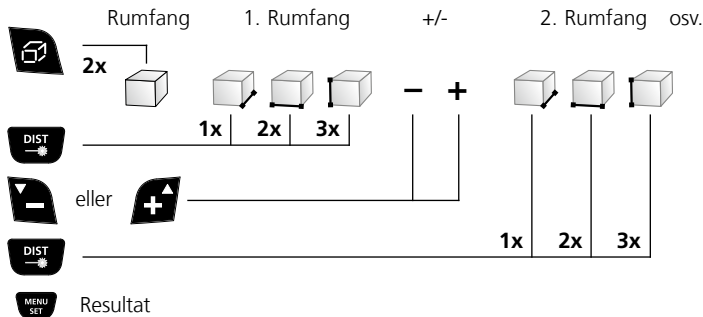 Rumfang 1. Rumfang +/- 2. Rumfang osv.
2x
− +
1x 2x 3x
DIST
− eller +
1x 2x 3x
DIST
MENU
SET
Resultat